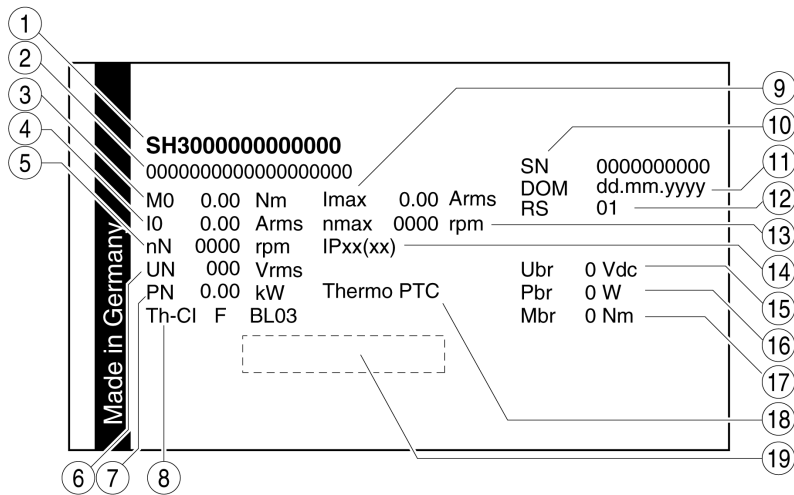 1
2
3
4
5
6
7
8
9
10
11
12
13
14
15
16
17
18
19
Made in Germany
SH3000000000000
0000000000000000000
M0 0.00 Nm Imax 0.00 Arms
I0 0.00 Arms nmax 0000 rpm
nN 0000 rpm IPxx(xx)
UN 000 Vrms
PN 0.00 kW Thermo PTC
Th-CI F BL03
SN 0000000000
DOM dd.mm.yyyy
RS 01
Ubr 0 Vdc
Pbr 0 W
Mbr 0 Nm